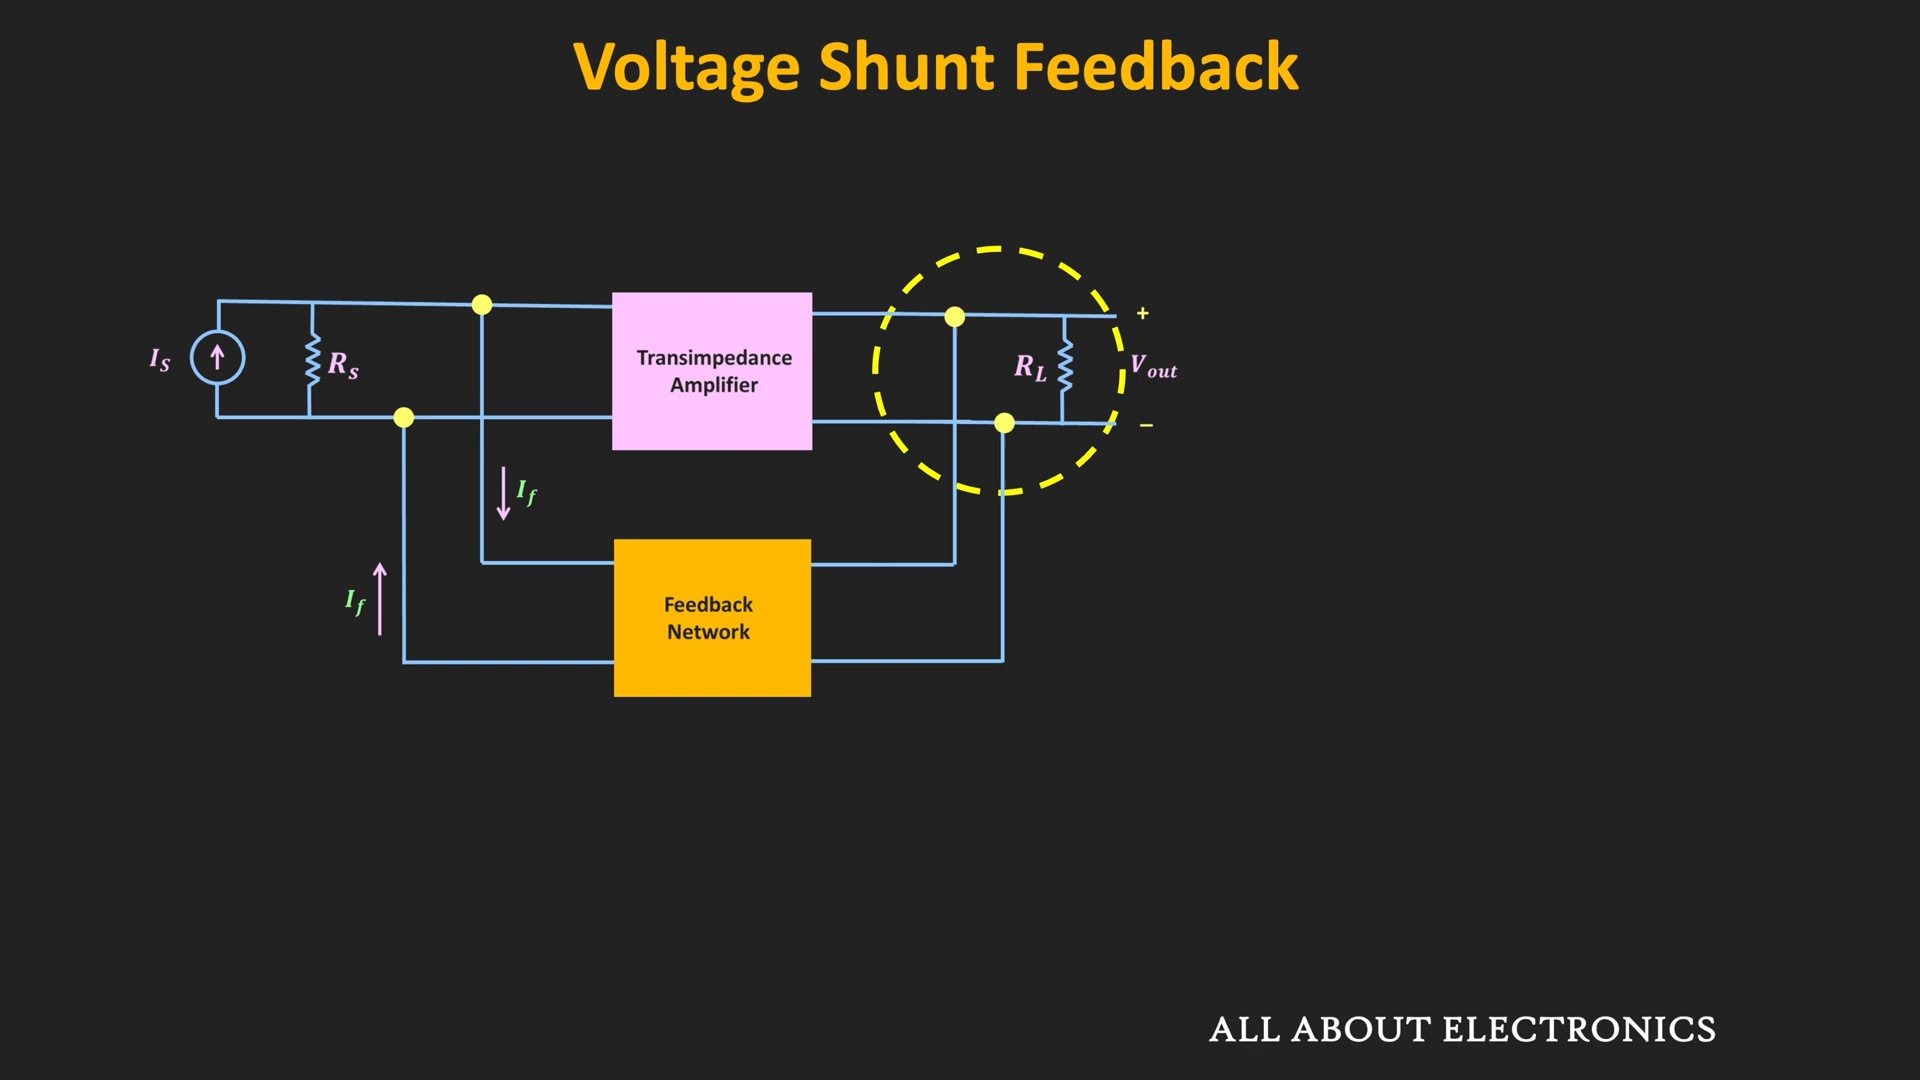 Voltage Shunt Feedback
I_S
R_s
Transimpedance
Amplifier
R_L
+
V_out
−
I_f
I_f
Feedback
Network
ALL ABOUT ELECTRONICS